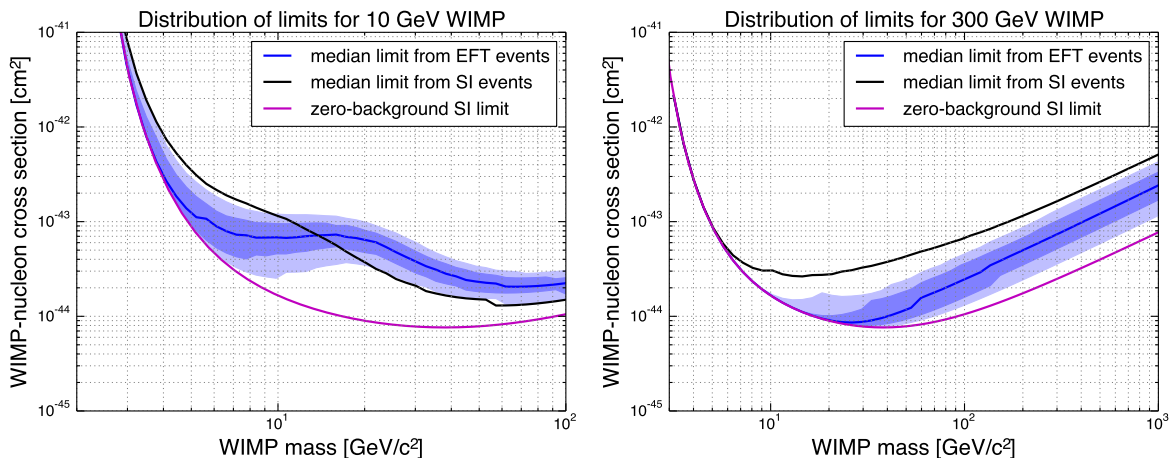 Distribution of limits for 10 GeV WIMP
median limit from EFT events
median limit from SI events
zero-background SI limit
WIMP-nucleon cross section [cm²]
10⁻⁴¹
10⁻⁴²
10⁻⁴³
10⁻⁴⁴
10⁻⁴⁵
10¹
10²
WIMP mass [GeV/c²]
Distribution of limits for 300 GeV WIMP
median limit from EFT events
median limit from SI events
zero-background SI limit
WIMP-nucleon cross section [cm²]
10⁻⁴¹
10⁻⁴²
10⁻⁴³
10⁻⁴⁴
10⁻⁴⁵
10¹
10²
10³
WIMP mass [GeV/c²]